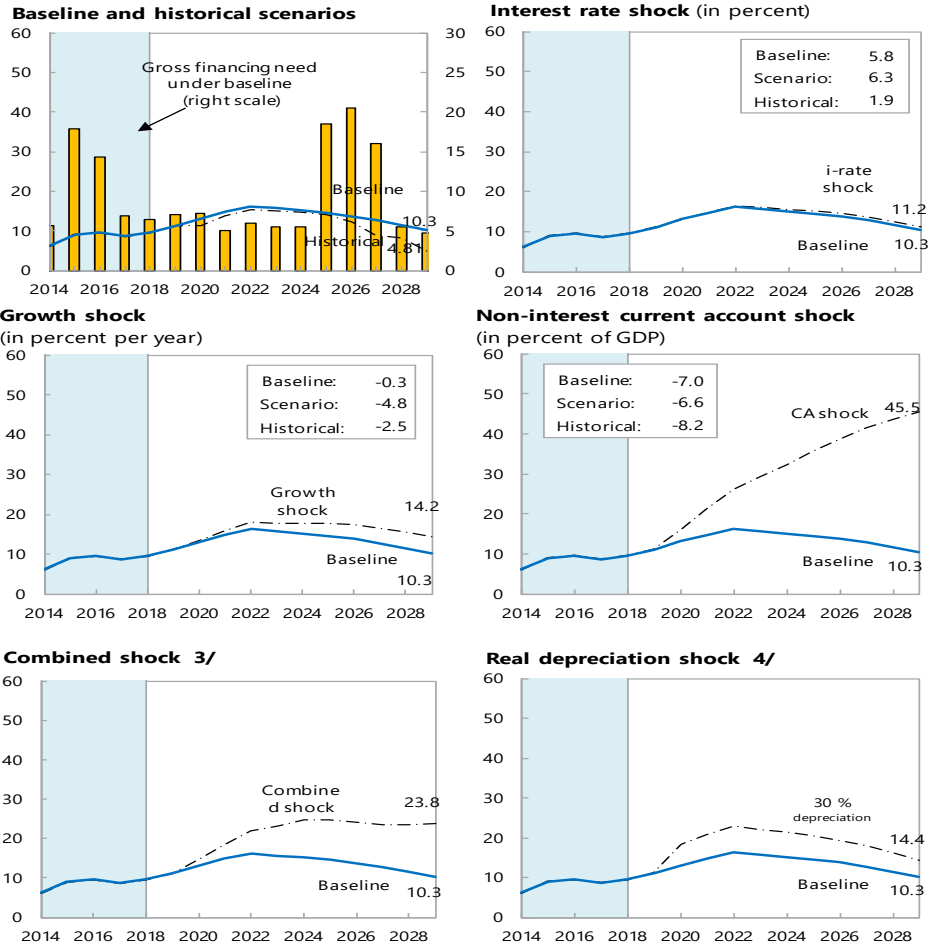 Baseline and historical scenarios
60
50
40
30
20
10
0
30
25
20
15
10
5
0
Gross financing need
under baseline
(right scale)
Baseline
10.3
Historical
2014 2016 2018 2020 2022 2024 2026 2028
Interest rate shock (in percent)
60
50
40
30
20
10
0
Baseline: 5.8
Scenario: 6.3
Historical: 1.9
i-rate
shock
11.2
Baseline
10.3
2014 2016 2018 2020 2022 2024 2026 2028
Growth shock
(in percent per year)
60
50
40
30
20
10
0
Baseline: -0.3
Scenario: -4.8
Historical: -2.5
Growth
shock
14.2
Baseline
10.3
2014 2016 2018 2020 2022 2024 2026 2028
Non-interest current account shock
(in percent of GDP)
60
50
40
30
20
10
0
Baseline: -7.0
Scenario: -6.6
Historical: -8.2
CA shock
45.5
Baseline
10.3
2014 2016 2018 2020 2022 2024 2026 2028
Combined shock 3/
60
50
40
30
20
10
0
Combine
d shock
23.8
Baseline
10.3
2014 2016 2018 2020 2022 2024 2026 2028
Real depreciation shock 4/
60
50
40
30
20
10
0
30 %
depreciation
14.4
Baseline
10.3
2014 2016 2018 2020 2022 2024 2026 2028